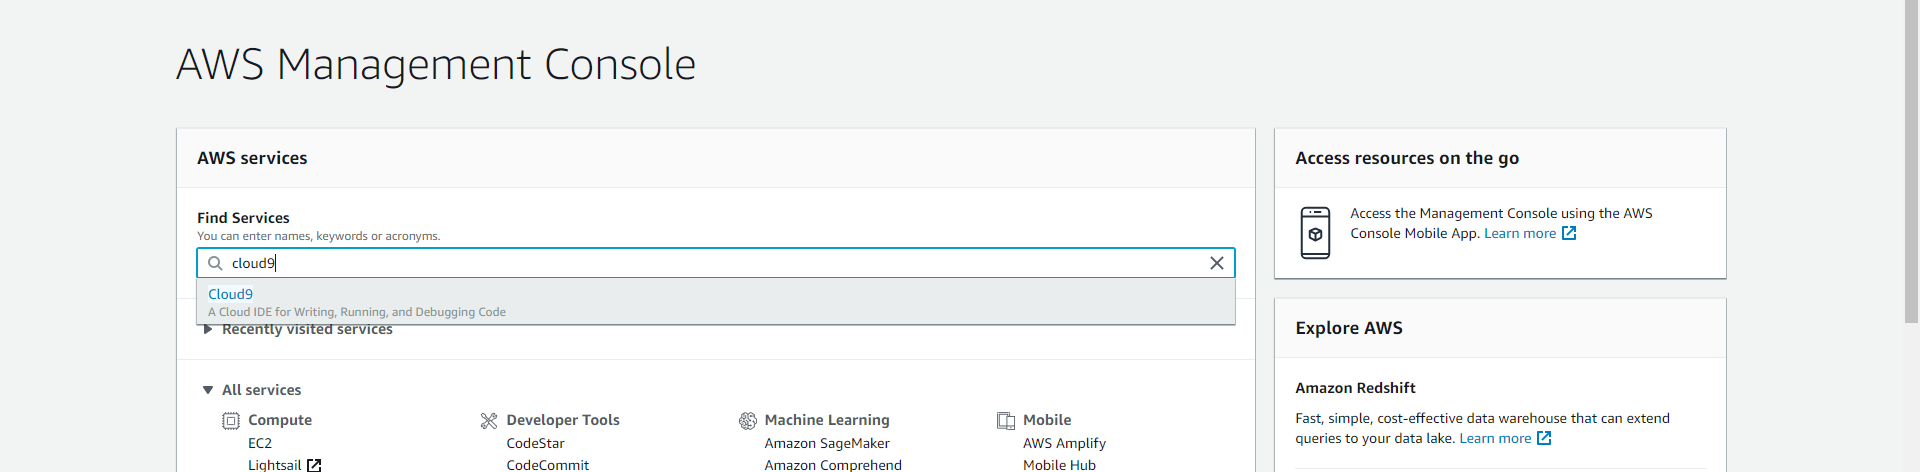 AWS Management Console
AWS services
Find Services
You can enter names, keywords or acronyms.
cloud9
Cloud9
A Cloud IDE for Writing, Running, and Debugging Code
Recently visited services
All services
Compute
EC2
Lightsail
Developer Tools
CodeStar
CodeCommit
Machine Learning
Amazon SageMaker
Amazon Comprehend
Mobile
AWS Amplify
Mobile Hub
Access resources on the go
Access the Management Console using the AWS
Console Mobile App. Learn more
Explore AWS
Amazon Redshift
Fast, simple, cost-effective data warehouse that can extend
queries to your data lake. Learn more